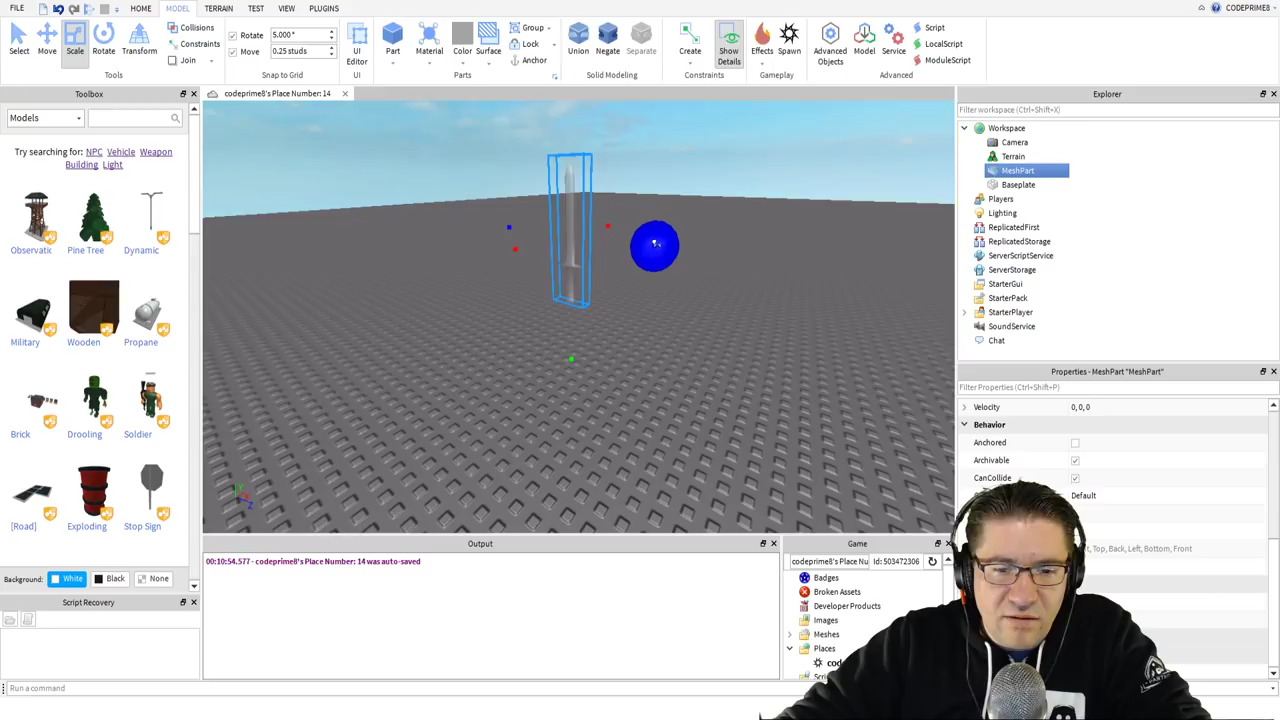 FILE HOME MODEL TERRAIN TEST VIEW PLUGINS CODEPRIME8
Select Move Scale Rotate Transform
Collisions
Constraints
Join
Tools
Rotate 5.000°
Move 0.25 studs
Snap to Grid
UI Editor
UI
Part Material Color Surface
Group
Lock
Anchor
Parts
Union Negate Separate
Solid Modeling
Create Show Details
Constraints
Effects Spawn
Gameplay
Advanced Objects Model Service
Script
LocalScript
ModuleScript
Advanced
Toolbox
Models
Try searching for: NPC Vehicle Weapon
Building Light
Observatic Pine Tree Dynamic
Military Wooden Propane
Brick Drooling Soldier
[Road] Exploding Stop Sign
Background: White Black None
Script Recovery
codeprime8's Place Number: 14
Y
Z
Output
00:10:54.577 - codeprime8's Place Number: 14 was auto-saved
Game
codeprime8's Place Nu Id: 503472306
Badges
Broken Assets
Developer Products
Images
Meshes
Places
cod
Explorer
Filter workspace (Ctrl+Shift+X)
Workspace
Camera
Terrain
MeshPart
Baseplate
Players
Lighting
ReplicatedFirst
ReplicatedStorage
ServerScriptService
ServerStorage
StarterGui
StarterPack
StarterPlayer
SoundService
Chat
Properties - MeshPart "MeshPart"
Filter Properties (Ctrl+Shift+P)
Velocity 0, 0, 0
Behavior
Anchored
Archivable
CanCollide
Default
Top, Back, Left, Bottom, Front
Run a command